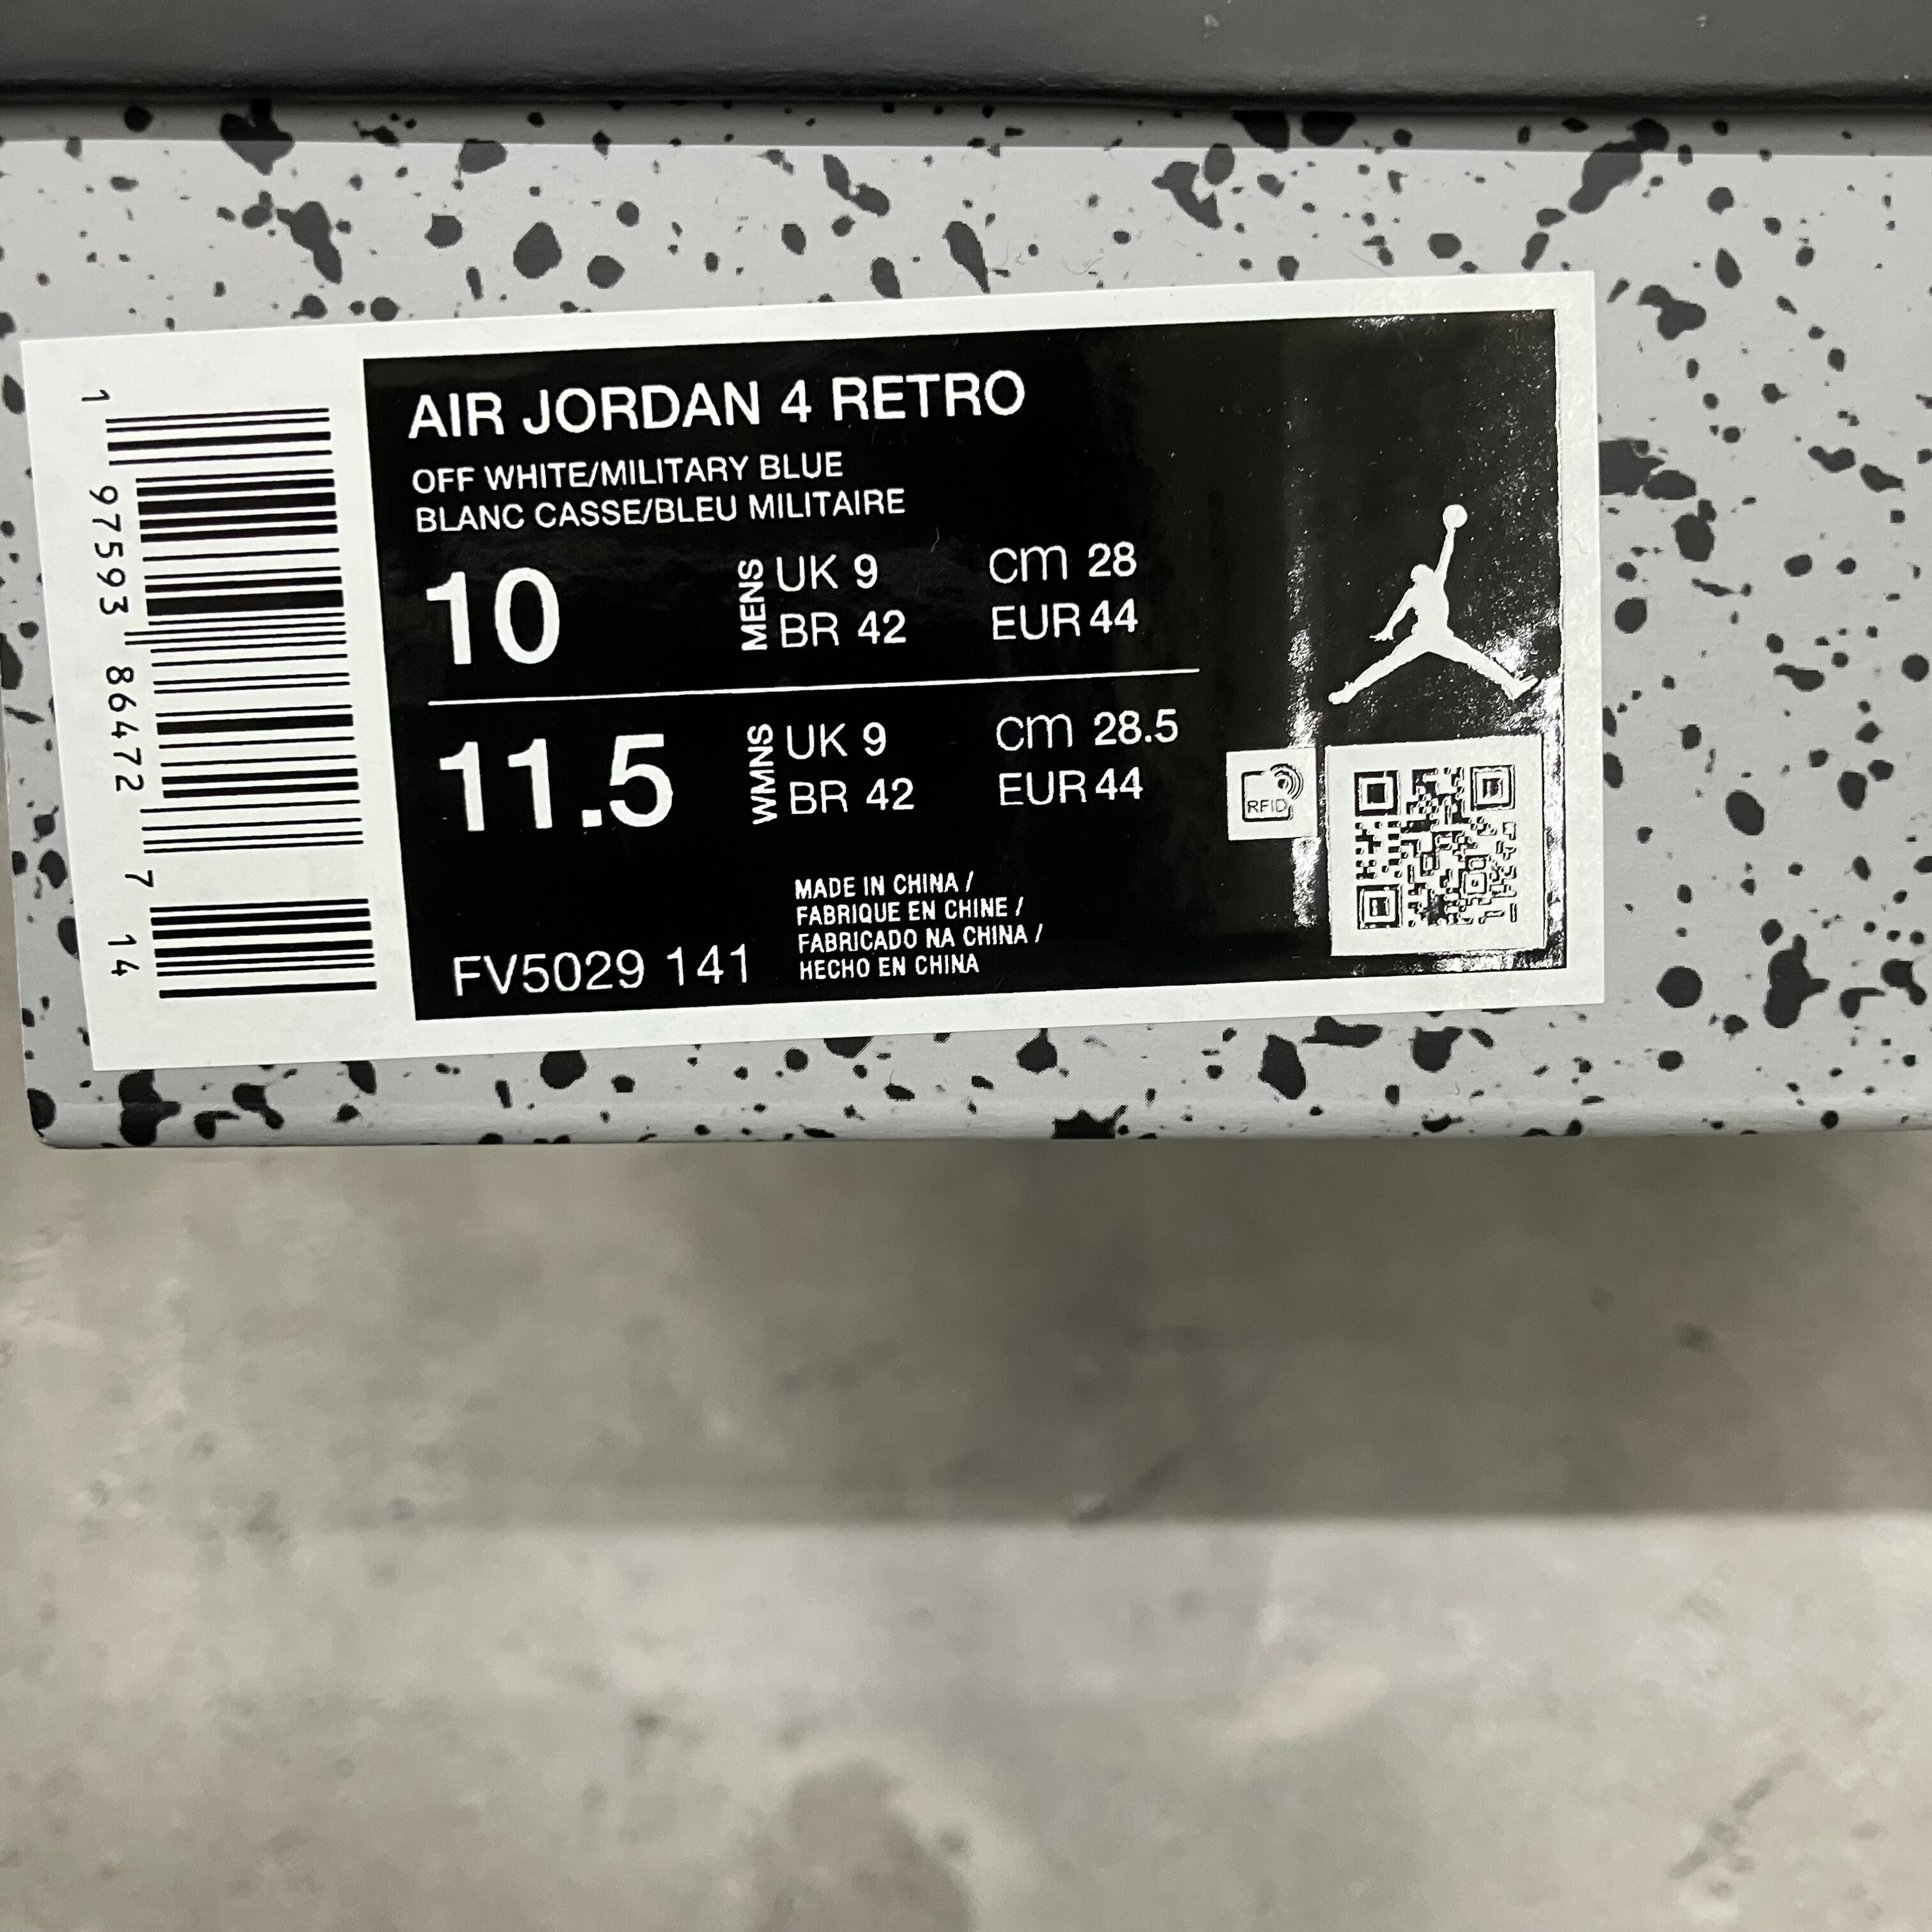 AIR JORDAN 4 RETRO
OFF WHITE/MILITARY BLUE
BLANC CASSE/BLEU MILITAIRE
10
MENS
UK 9
cm 28
BR 42
EUR 44
11.5
WMNS
UK 9
cm 28.5
BR 42
EUR 44
RFID
MADE IN CHINA /
FABRIQUE EN CHINE /
FABRICADO NA CHINA /
HECHO EN CHINA
FV5029 141
1 97593 86472 7 14